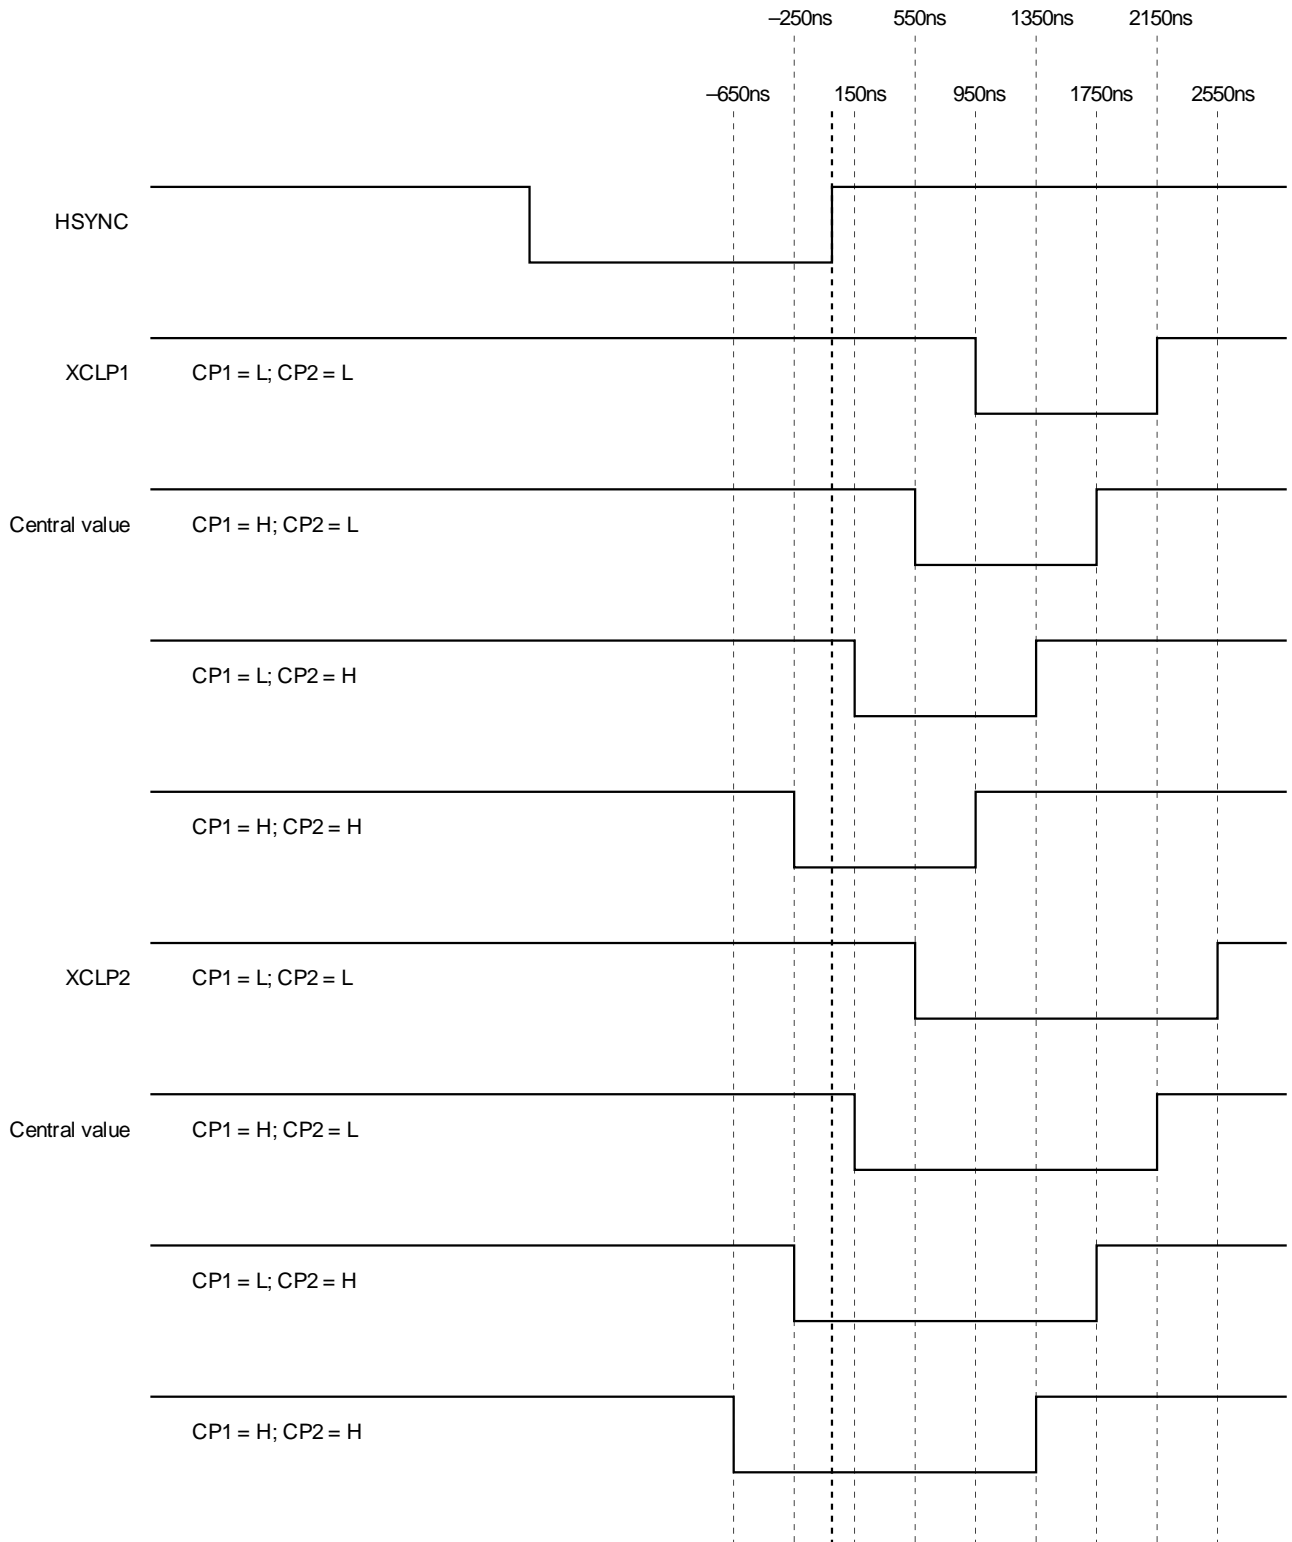 –250ns 550ns 1350ns 2150ns
–650ns 150ns 950ns 1750ns 2550ns
HSYNC
XCLP1 CP1 = L; CP2 = L
Central value CP1 = H; CP2 = L
CP1 = L; CP2 = H
CP1 = H; CP2 = H
XCLP2 CP1 = L; CP2 = L
Central value CP1 = H; CP2 = L
CP1 = L; CP2 = H
CP1 = H; CP2 = H